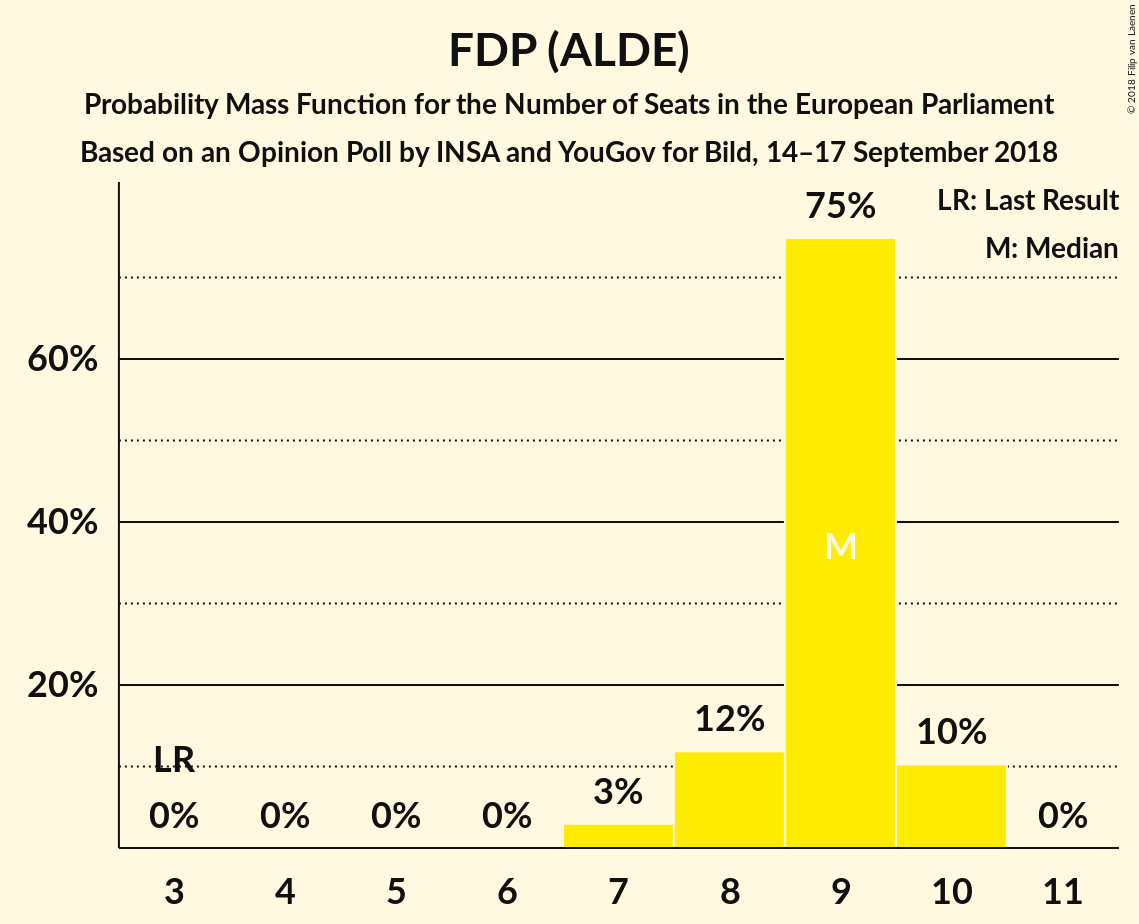 FDP (ALDE)
Probability Mass Function for the Number of Seats in the European Parliament
Based on an Opinion Poll by INSA and YouGov for Bild, 14–17 September 2018
© 2018 Filip van Laenen
LR: Last Result
M: Median
75%
60%
40%
M
20%
12%
10%
LR
3%
0%
0%
0%
0%
0%
3
4
5
6
7
8
9
10
11